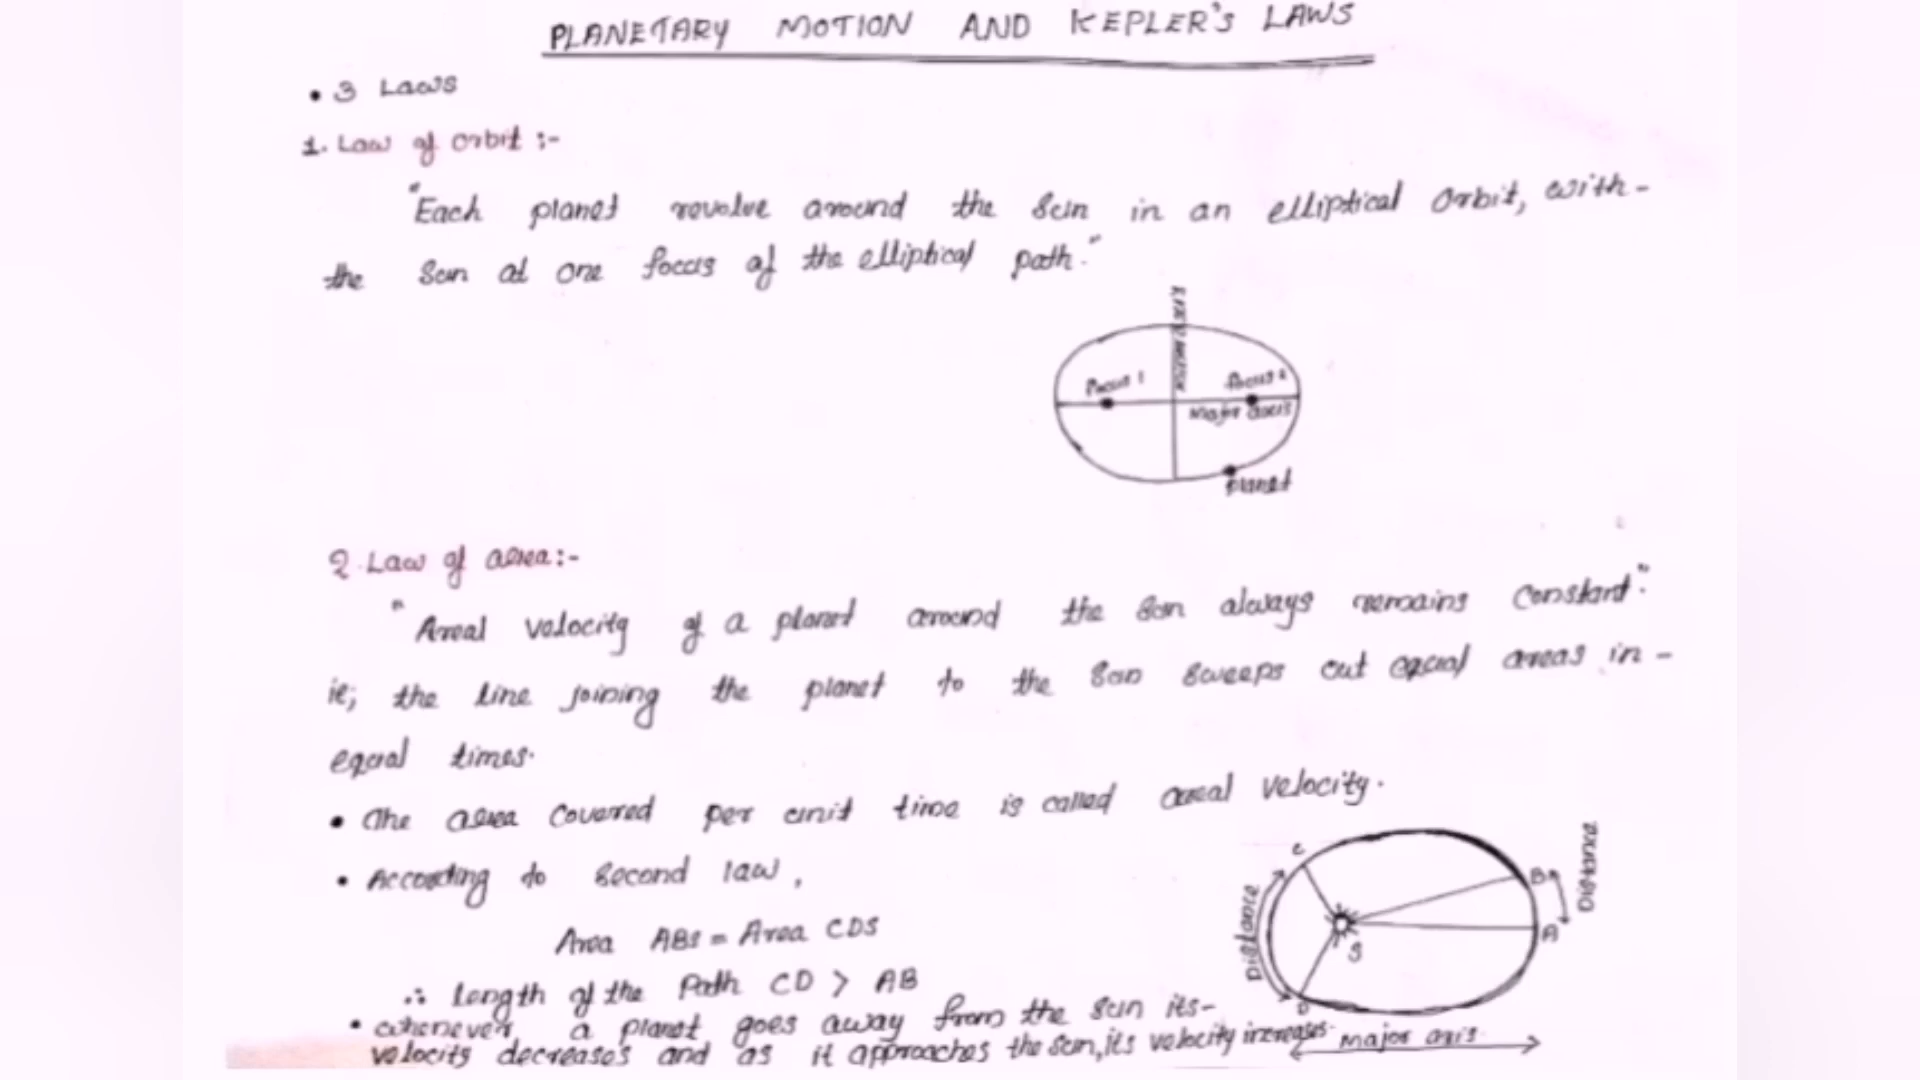 PLANETARY MOTION AND KEPLER'S LAWS
• 3 Laws
1. Law of orbit :-
"Each planet revolve around the Sun in an elliptical orbit, with-
the Sun at one focus of the elliptical path."
Focus 1
Focus 2
Major axis
Planet
2. Law of area:-
"Areal velocity of a planet around the Sun always remains constant."
ie; the line joining the planet to the Sun sweeps out equal areas in-
equal times.
• The area covered per unit time is called areal velocity.
• According to second law,
Area ABS = Area CDS
∴ Length of the Path CD > AB
• Whenever a planet goes away from the Sun its-
velocity decreases and as it approaches the Sun, its velocity increases.
C
B
Distance
Distance
A
S
D
Major axis